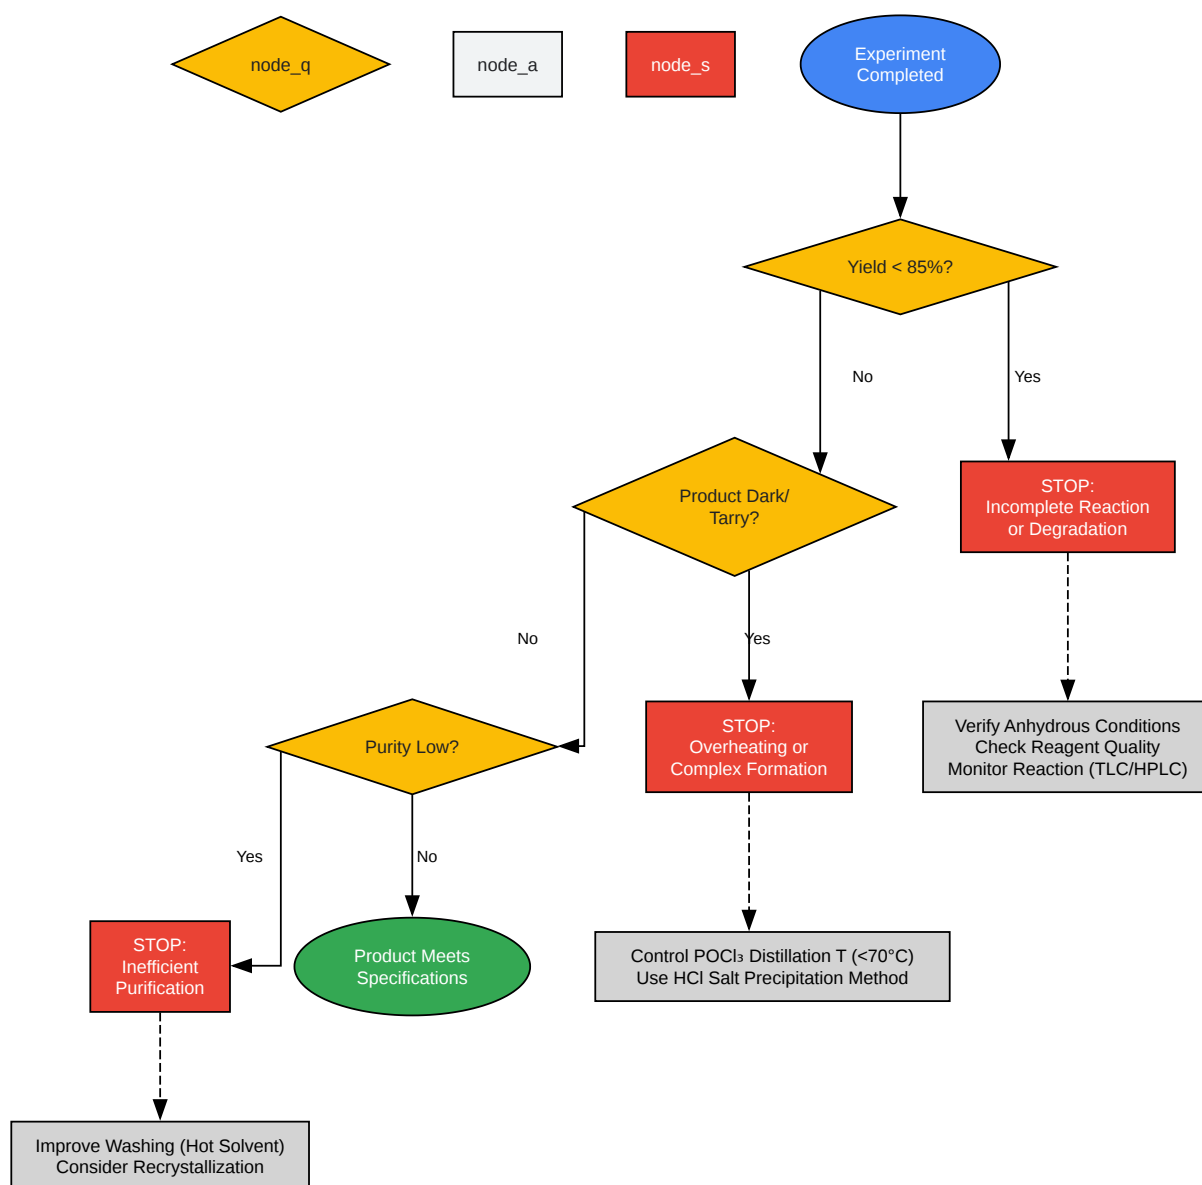 node_q
node_a
node_s
Experiment
Completed
Yield < 85%?
No
Yes
Product Dark/
Tarry?
STOP:
Incomplete Reaction
or Degradation
No
Yes
Purity Low?
STOP:
Overheating or
Complex Formation
Verify Anhydrous Conditions
Check Reagent Quality
Monitor Reaction (TLC/HPLC)
Yes
No
STOP:
Inefficient
Purification
Product Meets
Specifications
Control POCl₃ Distillation T (<70°C)
Use HCl Salt Precipitation Method
Improve Washing (Hot Solvent)
Consider Recrystallization